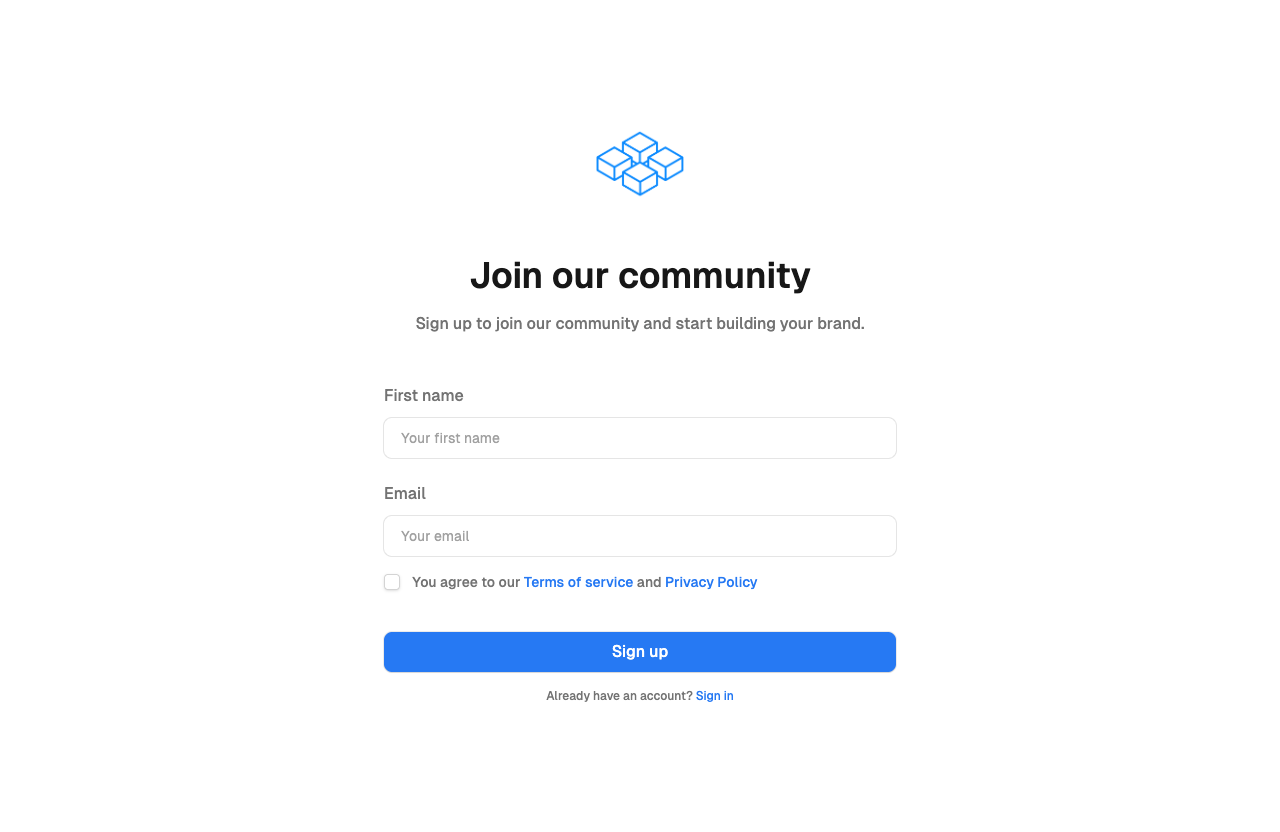 Join our community
Sign up to join our community and start building your brand.
First name
Your first name
Email
Your email
You agree to our Terms of service and Privacy Policy
Sign up
Already have an account? Sign in